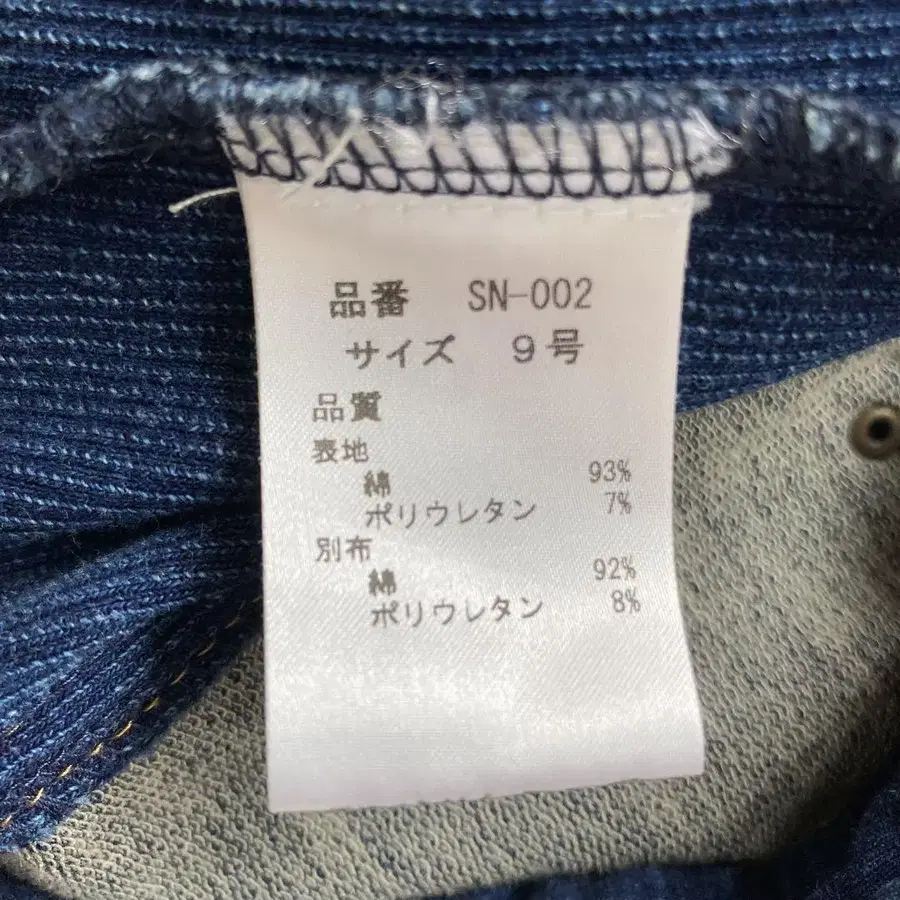 品番 SN-002
サイズ 9号
品質
表地
綿 93%
ポリウレタン 7%
別布
綿 92%
ポリウレタン 8%